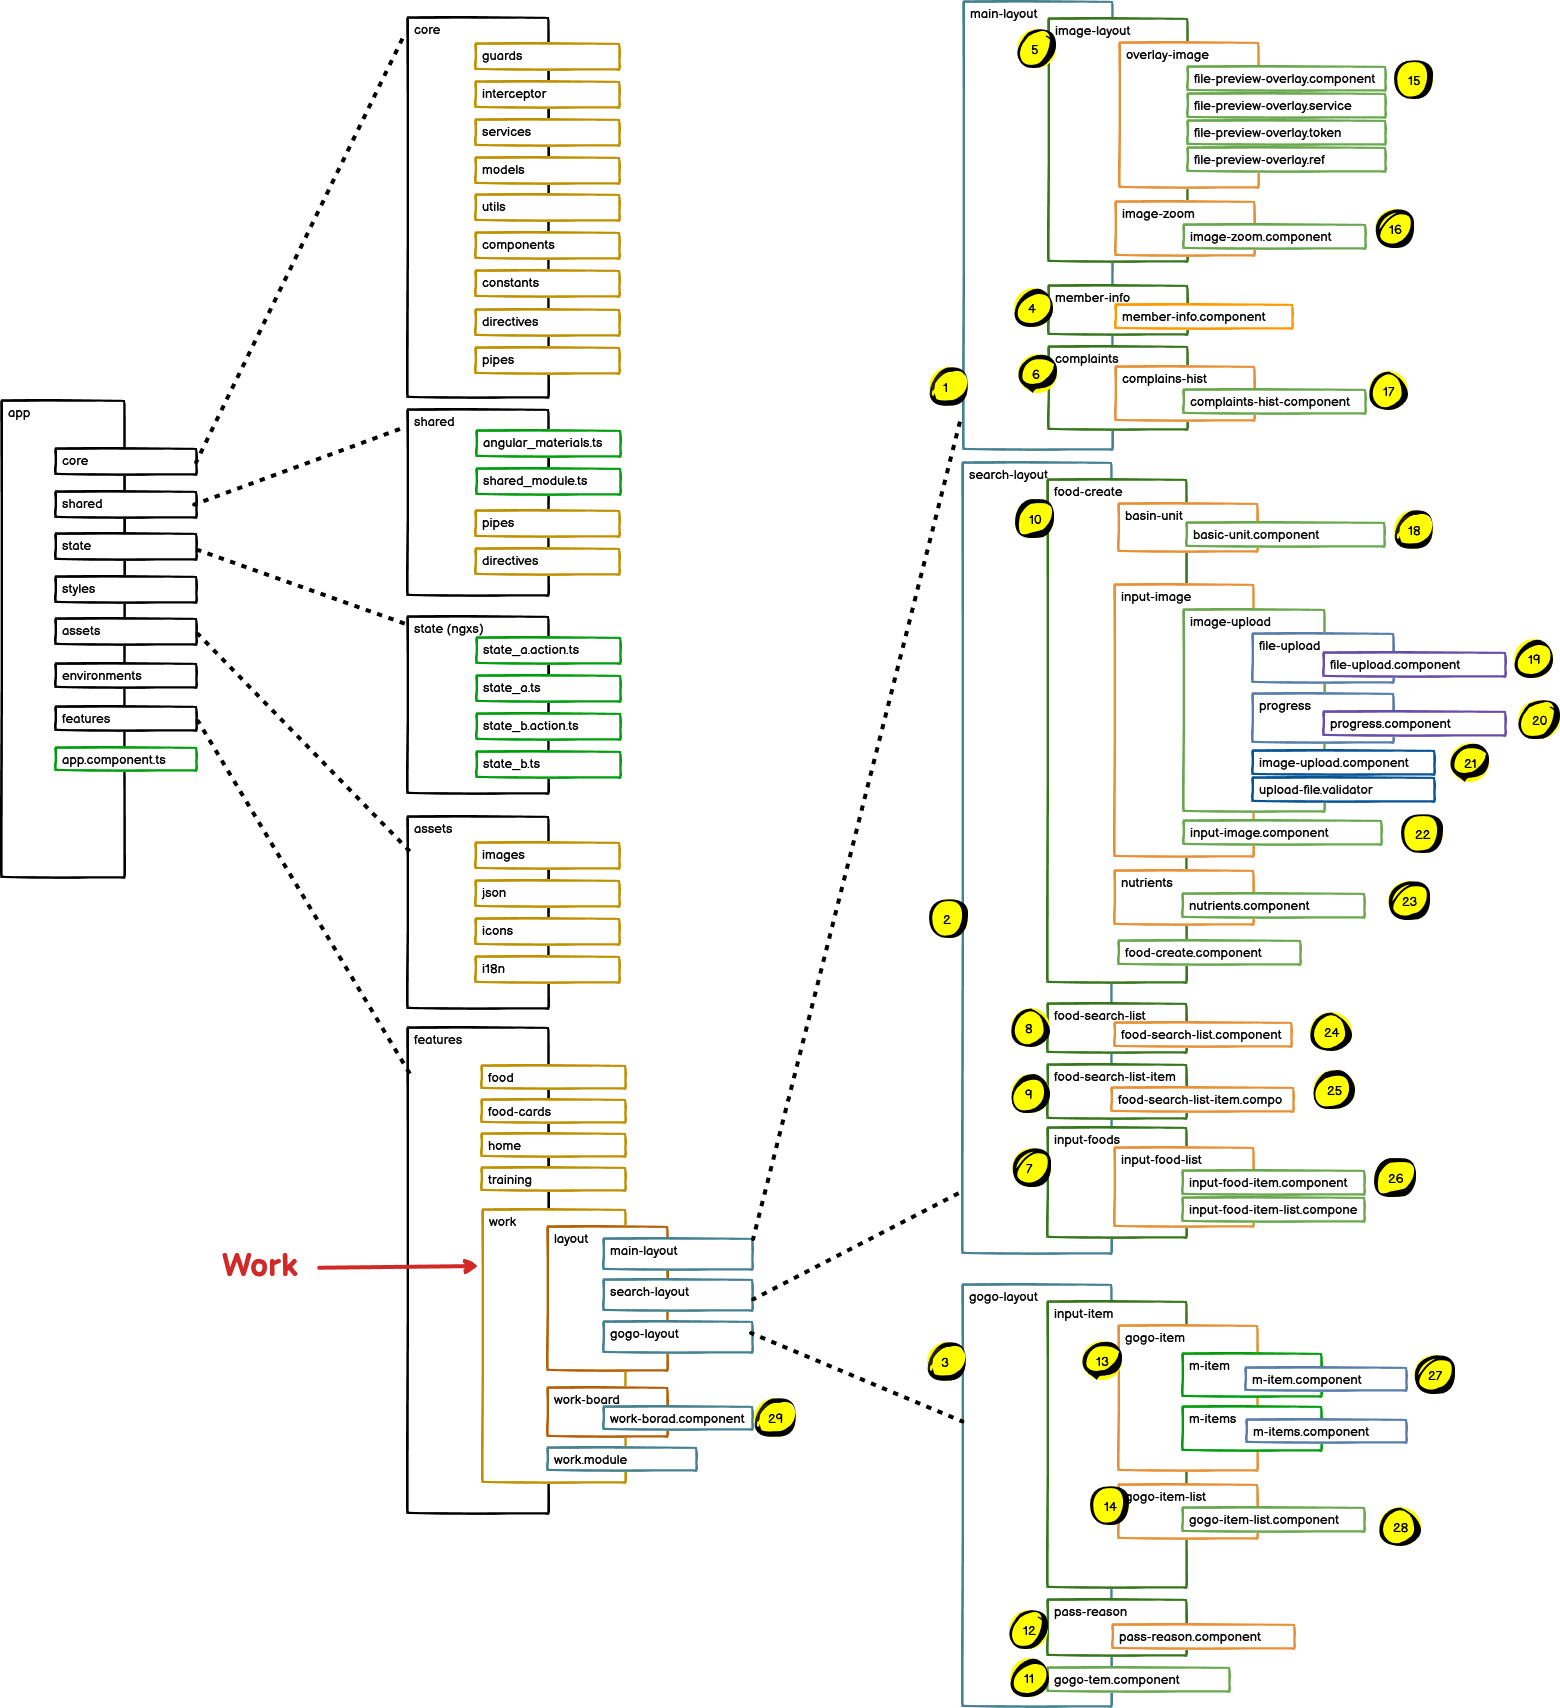 app
core
shared
state
styles
assets
environments
features
app.component.ts
core
guards
interceptor
services
models
utils
components
constants
directives
pipes
shared
angular_materials.ts
shared_module.ts
pipes
directives
state (ngxs)
state_a.action.ts
state_a.ts
state_b.action.ts
state_b.ts
assets
images
json
icons
i18n
features
food
food-cards
home
training
Work
work
layout
main-layout
search-layout
gogo-layout
work-board
work-borad.component
29
work.module
1
main-layout
5
image-layout
overlay-image
file-preview-overlay.component
15
file-preview-overlay.service
file-preview-overlay.token
file-preview-overlay.ref
image-zoom
image-zoom.component
16
4
member-info
member-info.component
6
complaints
complains-hist
complaints-hist-component
17
2
search-layout
10
food-create
basin-unit
basic-unit.component
18
input-image
image-upload
file-upload
file-upload.component
19
progress
progress.component
20
image-upload.component
21
upload-file.validator
input-image.component
22
nutrients
nutrients.component
23
food-create.component
8
food-search-list
food-search-list.component
24
9
food-search-list-item
food-search-list-item.compo
25
7
input-foods
input-food-list
input-food-item.component
26
input-food-item-list.compone
3
gogo-layout
input-item
13
gogo-item
m-item
m-item.component
27
m-items
m-items.component
14
gogo-item-list
gogo-item-list.component
28
12
pass-reason
pass-reason.component
11
gogo-tem.component